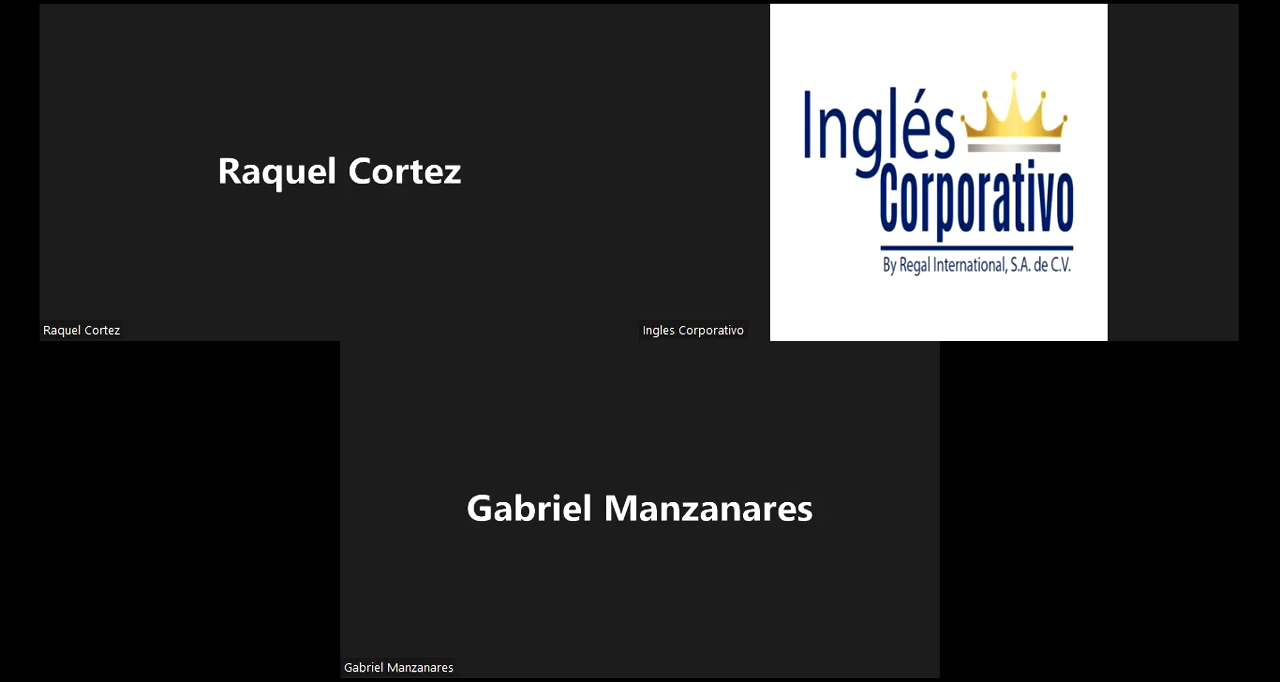 Raquel Cortez
Raquel Cortez
Inglés
Corporativo
By Regal International, S.A. de C.V.
Ingles Corporativo
Gabriel Manzanares
Gabriel Manzanares